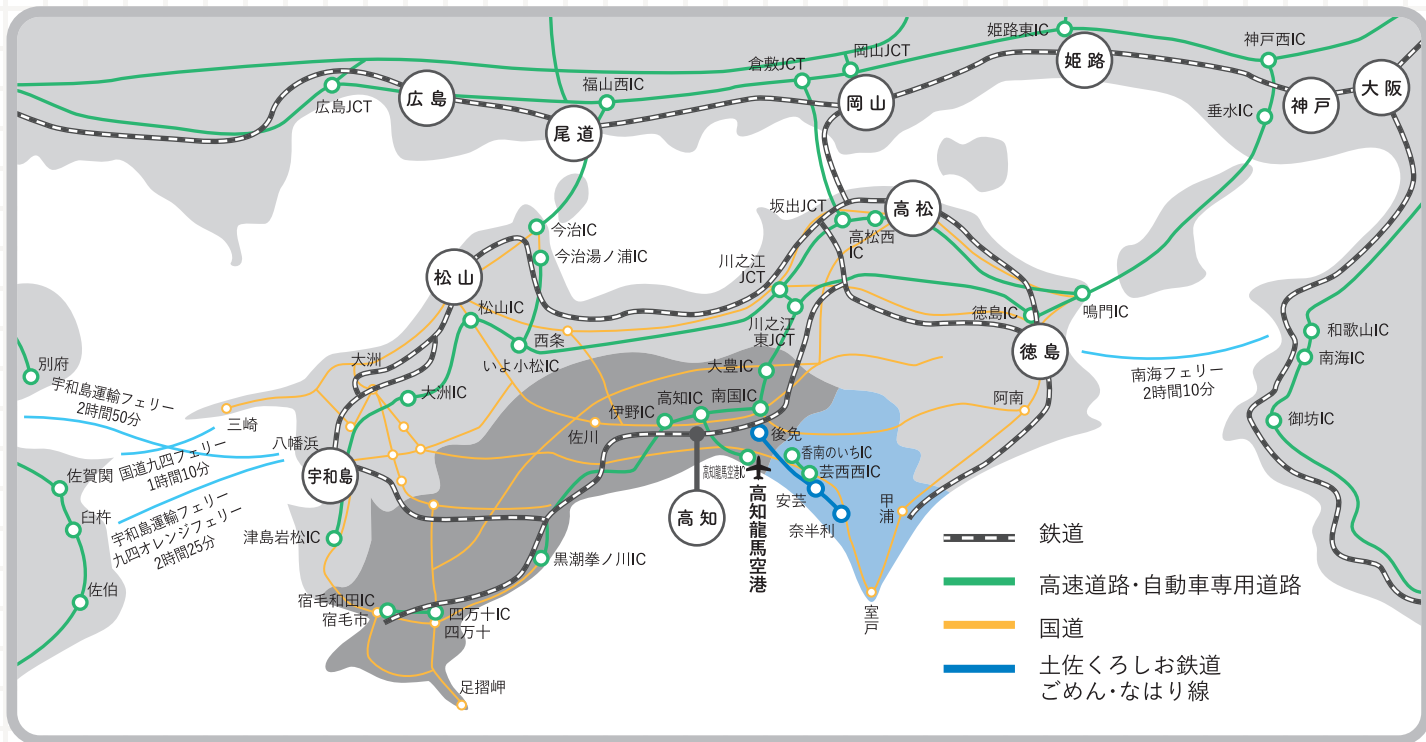 姫路東IC
岡山JCT
神戸西IC
倉敷JCT
姫路
福山西IC
広島JCT
広島
岡山
神戸
大阪
尾道
垂水IC
坂出JCT
高松
高松西
IC
今治IC
今治湯ノ浦IC
川之江
JCT
松山
松山IC
川之江
東JCT
徳島IC
鳴門IC
和歌山IC
西条
いよ小松IC
徳島
南海IC
別府
大洲
大豊IC
南海フェリー
2時間10分
宇和島運輸フェリー
2時間50分
大洲IC
高知IC
南国IC
阿南
三崎
伊野IC
御坊IC
佐川
後免
八幡浜
国道九四フェリー
1時間10分
佐賀関
宇和島
香南のいちIC
高知龍馬空港IC
芸西西IC
安芸
奈半利
甲浦
臼杵
宇和島運輸フェリー
九四オレンジフェリー
2時間25分
高知
高知龍馬空港
津島岩松IC
黒潮拳ノ川IC
佐伯
宿毛和田IC
宿毛市
四万十IC
四万十
室戸
足摺岬
鉄道
高速道路・自動車専用道路
国道
土佐くろしお鉄道
ごめん・なはり線